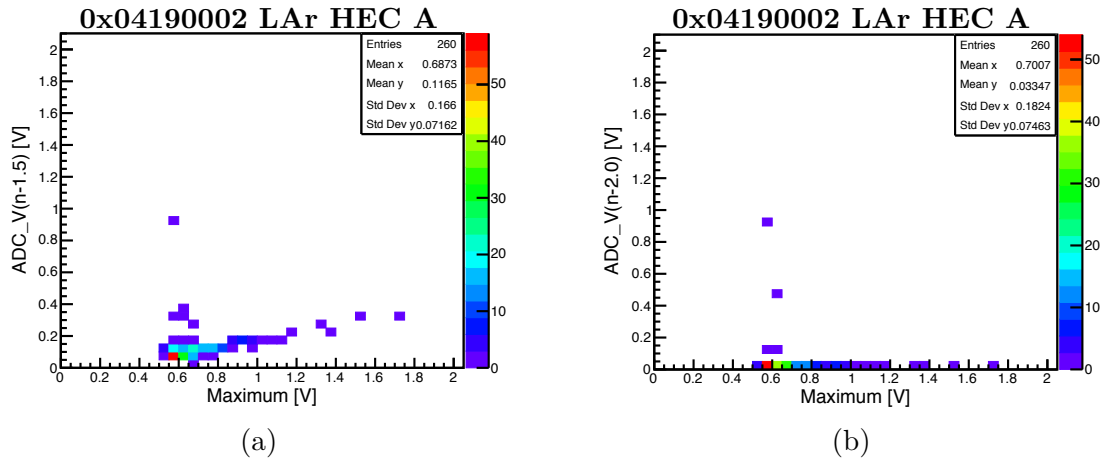 0x04190002 LAr HEC A
Entries 260
Mean x 0.6873
Mean y 0.1165
Std Dev x 0.166
Std Dev y 0.07162
ADC_V(n-1.5) [V]
2
1.8
1.6
1.4
1.2
1
0.8
0.6
0.4
0.2
0
0 0.2 0.4 0.6 0.8 1 1.2 1.4 1.6 1.8 2
Maximum [V]
50
40
30
20
10
0
(a)
0x04190002 LAr HEC A
Entries 260
Mean x 0.7007
Mean y 0.03347
Std Dev x 0.1824
Std Dev y 0.07463
ADC_V(n-2.0) [V]
2
1.8
1.6
1.4
1.2
1
0.8
0.6
0.4
0.2
0
0 0.2 0.4 0.6 0.8 1 1.2 1.4 1.6 1.8 2
Maximum [V]
50
40
30
20
10
0
(b)